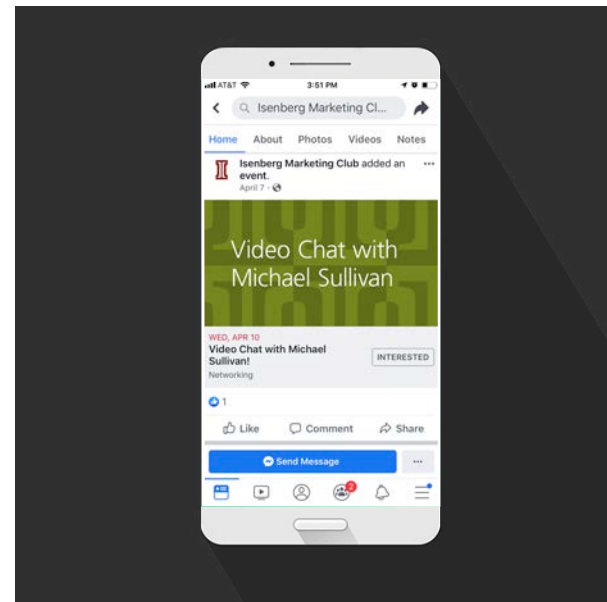 AT&T 3:51 PM
Isenberg Marketing Cl...
Home About Photos Videos Notes
Isenberg Marketing Club added an ...
event.
April 7 ·
Video Chat with
Michael Sullivan
WED, APR 10
Video Chat with Michael
Sullivan!
INTERESTED
Networking
1
Like Comment Share
Send Message ...
2